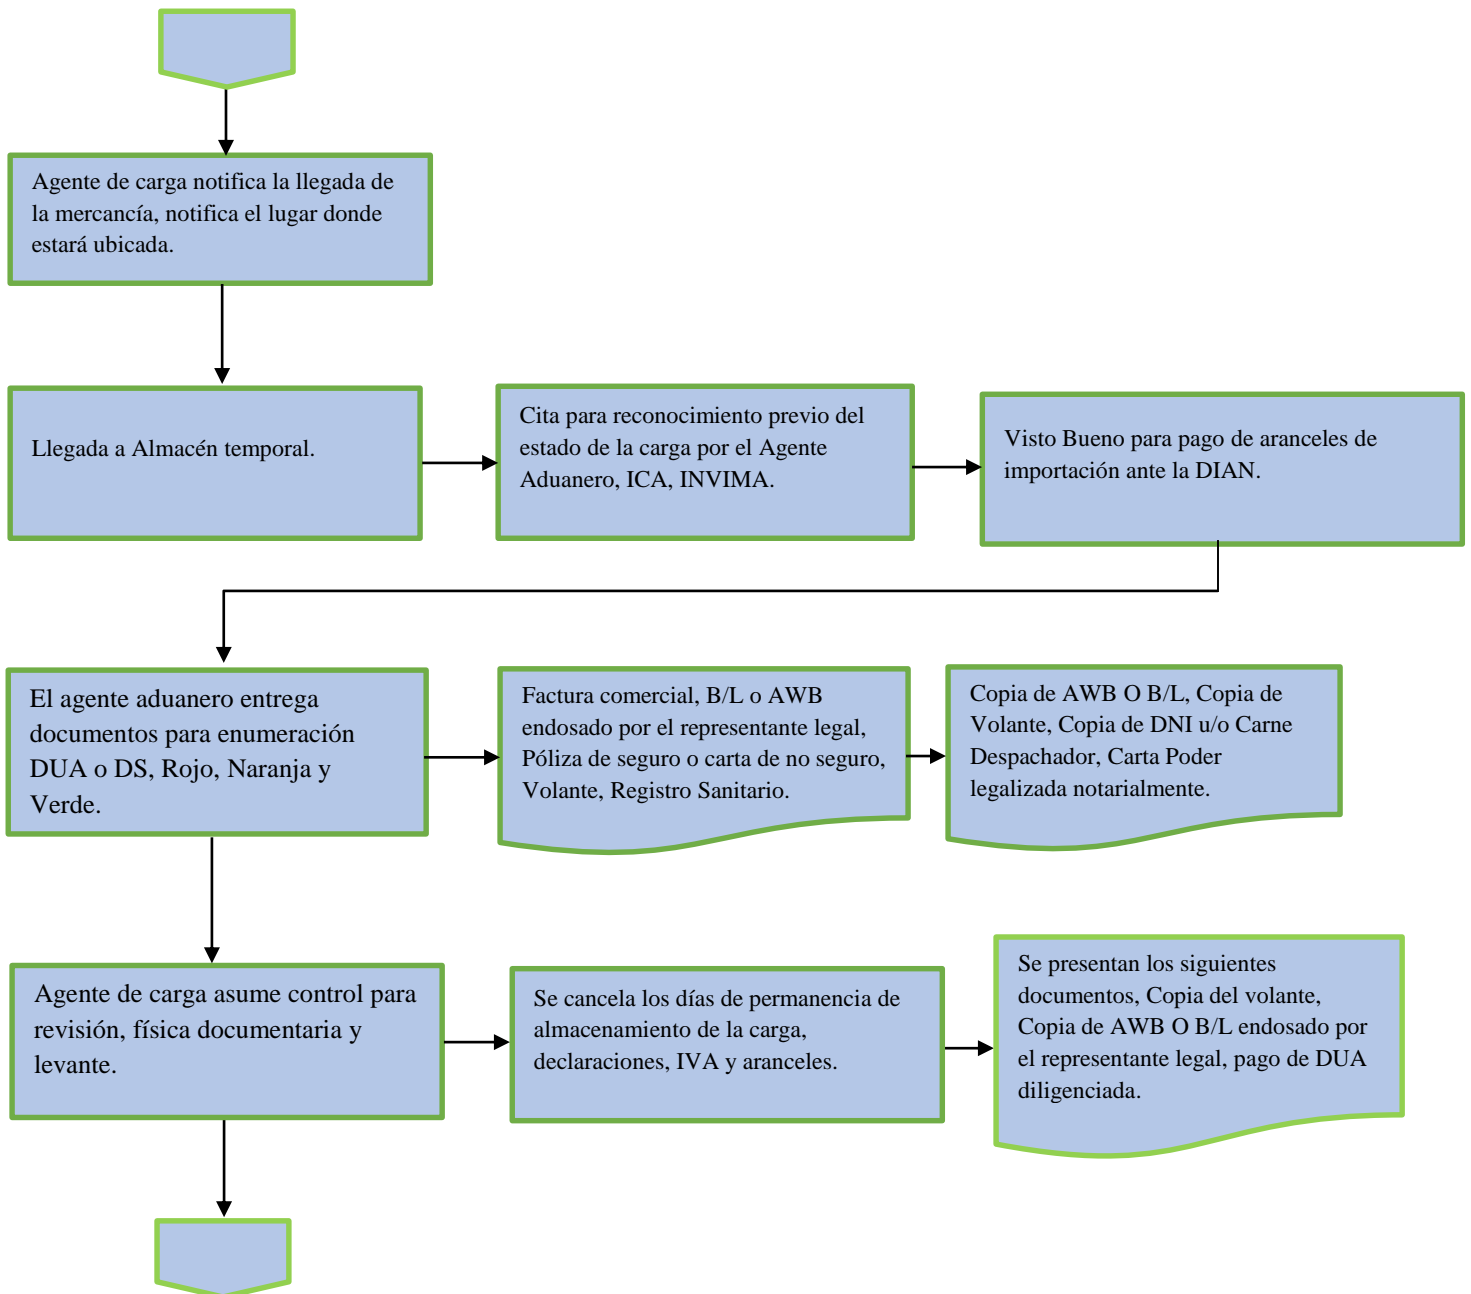 Agente de carga notifica la llegada de
la mercancía, notifica el lugar donde
estará ubicada.
Llegada a Almacén temporal.
Cita para reconocimiento previo del
estado de la carga por el Agente
Aduanero, ICA, INVIMA.
Visto Bueno para pago de aranceles de
importación ante la DIAN.
El agente aduanero entrega
documentos para enumeración
DUA o DS, Rojo, Naranja y
Verde.
Factura comercial, B/L o AWB
endosado por el representante legal,
Póliza de seguro o carta de no seguro,
Volante, Registro Sanitario.
Copia de AWB O B/L, Copia de
Volante, Copia de DNI u/o Carne
Despachador, Carta Poder
legalizada notarialmente.
Agente de carga asume control para
revisión, física documentaria y
levante.
Se cancela los días de permanencia de
almacenamiento de la carga,
declaraciones, IVA y aranceles.
Se presentan los siguientes
documentos, Copia del volante,
Copia de AWB O B/L endosado por
el representante legal, pago de DUA
diligenciada.